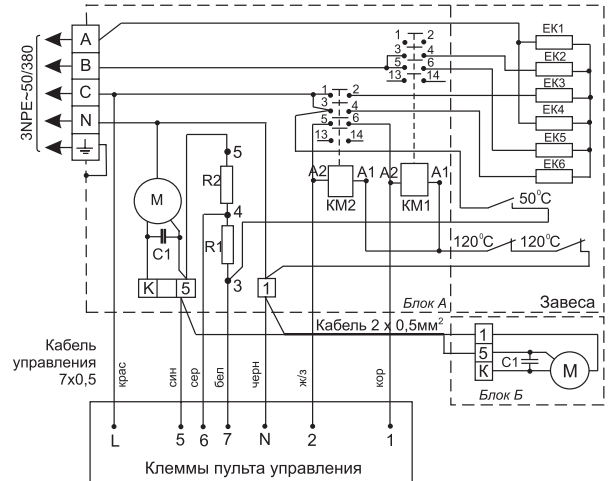 3NPE~50/380
A
B
C
N
1 2
3 4
5 6
13 14
1 2
3 4
5 6
13 14
EK1
EK2
EK3
EK4
EK5
EK6
5
R2
4
R1
3
M
C1
K 5
A2 A1
KM2
A2 A1
KM1
50°C
120°C 120°C
1
Блок А
Завеса
Кабель 2 x 0,5мм²
Кабель
управления
7x0,5
крас
син
сер
бел
черн
ж/з
кор
1
5
К
C1
M
Блок Б
L 5 6 7 N 2 1
Клеммы пульта управления